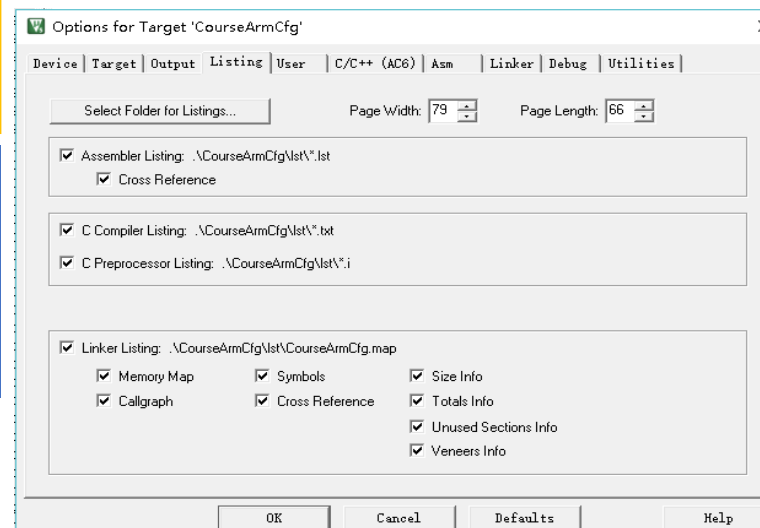 Options for Target 'CourseArmCfg'
Device | Target | Output | Listing | User | C/C++ (AC6) | Asm | Linker | Debug | Utilities
Select Folder for Listings... Page Width: 79 Page Length: 66
Assembler Listing: .\CourseArmCfg\lst\*.lst
Cross Reference
C Compiler Listing: .\CourseArmCfg\lst\*.txt
C Preprocessor Listing: .\CourseArmCfg\lst\*.i
Linker Listing: .\CourseArmCfg\lst\CourseArmCfg.map
Memory Map Symbols Size Info
Callgraph Cross Reference Totals Info
Unused Sections Info
Veneers Info
OK Cancel Defaults Help